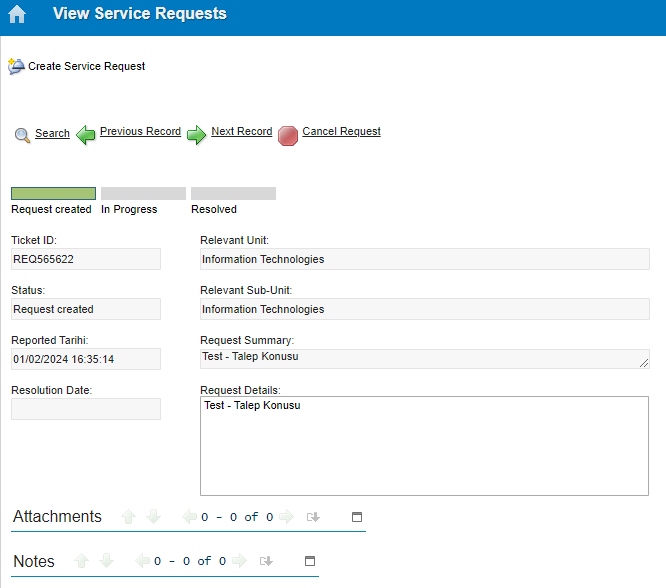 View Service Requests
Create Service Request
Search Previous Record Next Record Cancel Request
Request created In Progress Resolved
Ticket ID: Relevant Unit:
REQ565622 Information Technologies
Status: Relevant Sub-Unit:
Request created Information Technologies
Reported Tarihi: Request Summary:
01/02/2024 16:35:14 Test - Talep Konusu
Resolution Date: Request Details:
Test - Talep Konusu
Attachments 0 - 0 of 0
Notes 0 - 0 of 0